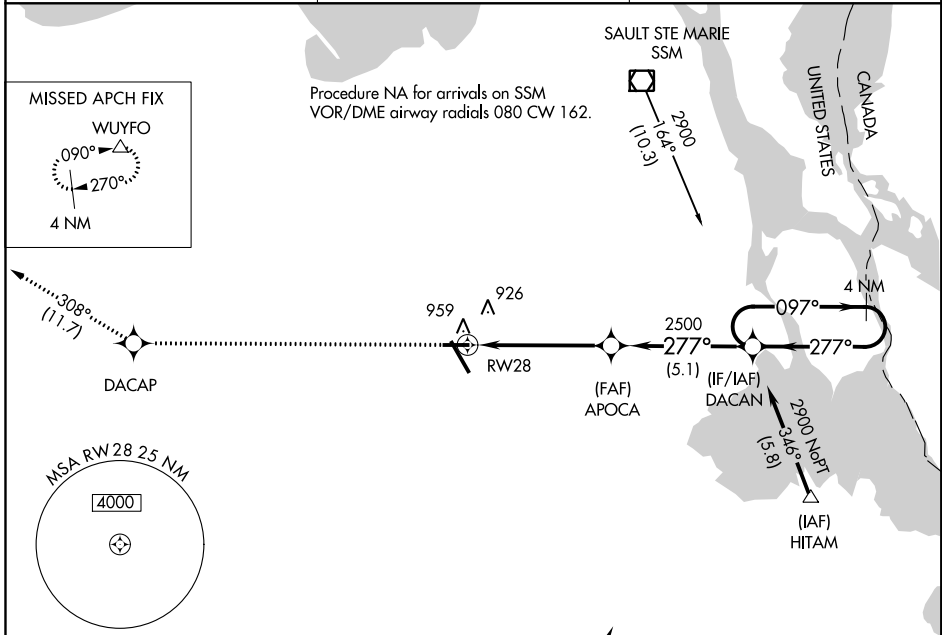 SAULT STE MARIE
SSM
2900
164°
(10.3)
CANADA
UNITED STATES
MISSED APCH FIX
WUYFO
090°
270°
4 NM
Procedure NA for arrivals on SSM
VOR/DME airway radials 080 CW 162.
308°
(11.7)
DACAP
959
926
RW28
(FAF)
APOCA
2500
277°
(5.1)
(IF/IAF)
DACAN
4 NM
097°
277°
2900 NoPT
346°
(5.8)
(IAF)
HITAM
MSA RW28 25 NM
4000